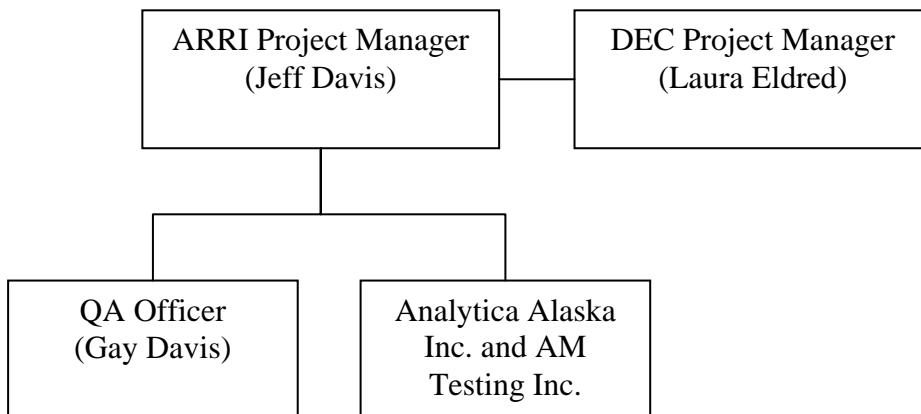 ARRI Project Manager
(Jeff Davis)
DEC Project Manager
(Laura Eldred)
QA Officer
(Gay Davis)
Analytica Alaska
Inc. and AM
Testing Inc.